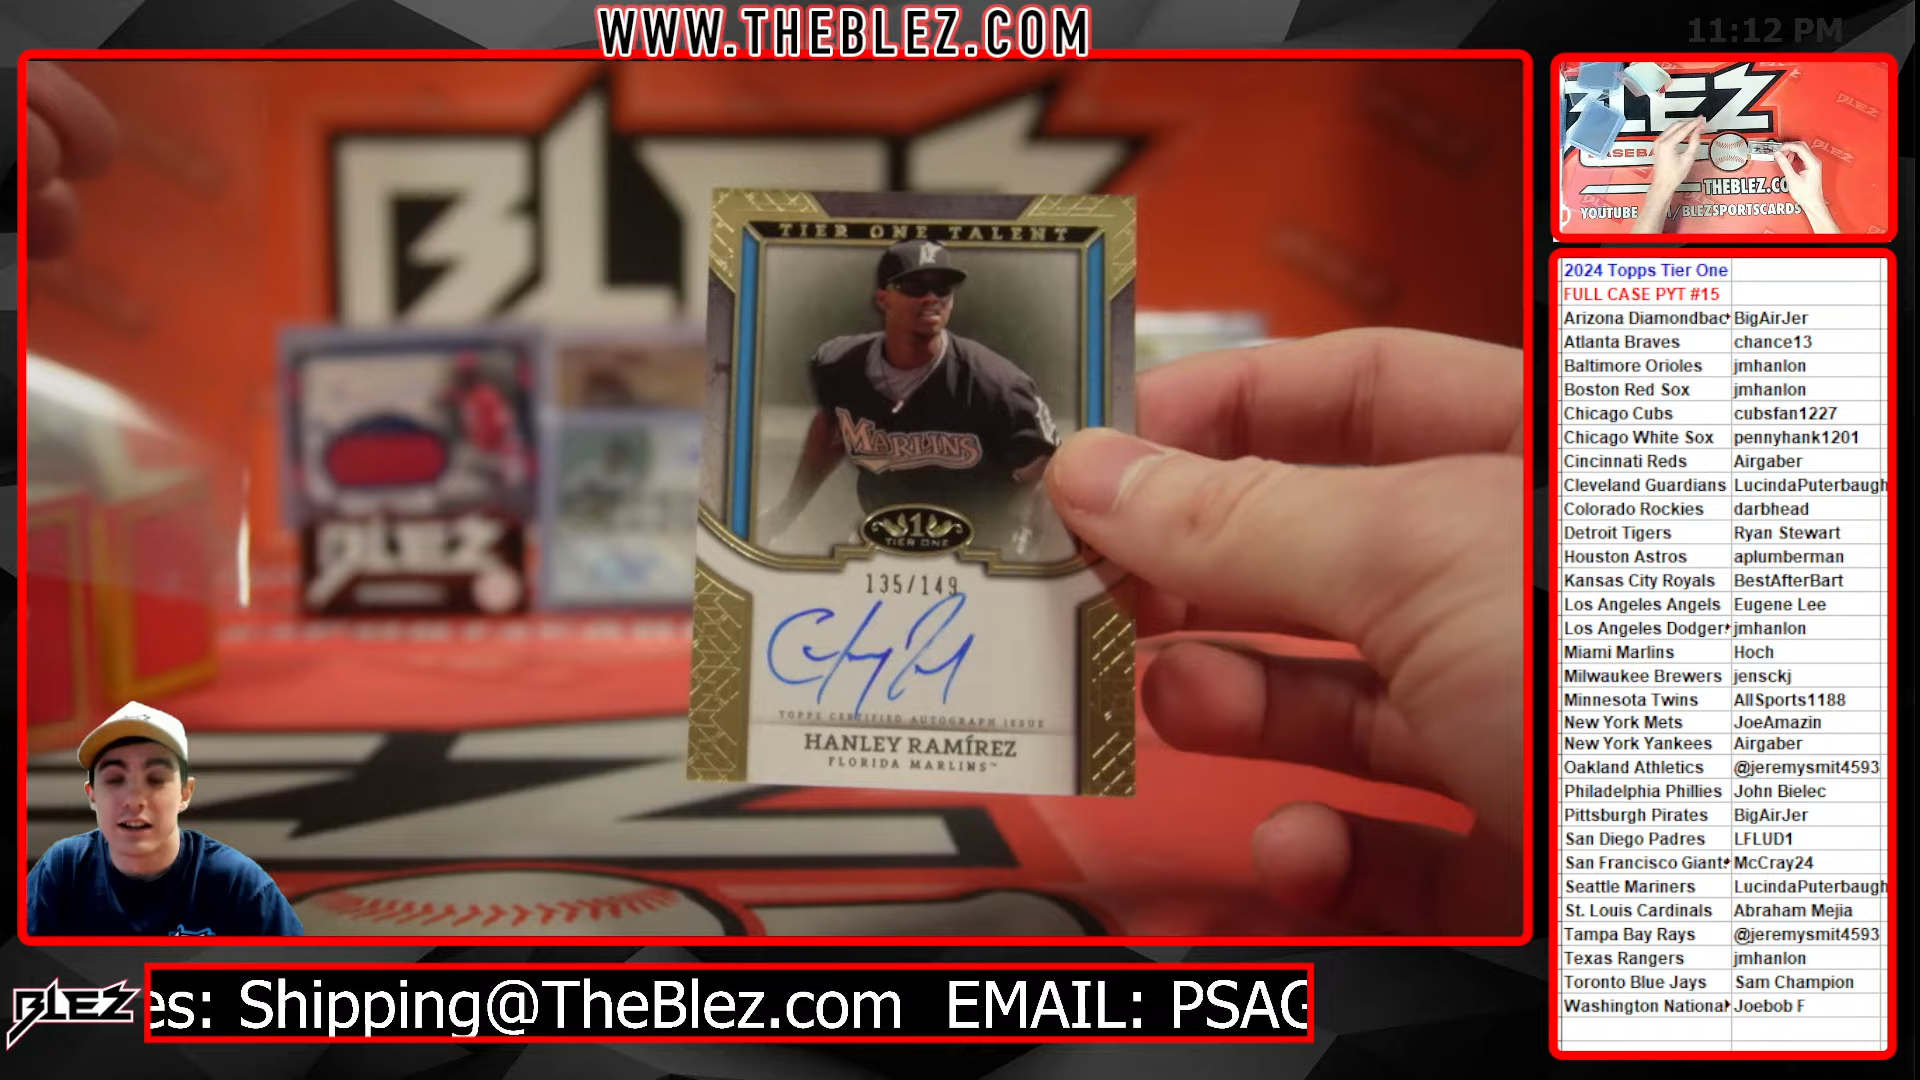 WWW.THEBLEZ.COM
11:12 PM
BLEZ
TIER ONE TALENT
MARLINS
1
TIER ONE
135/149
TOPPS CERTIFIED AUTOGRAPH ISSUE
HANLEY RAMÍREZ
FLORIDA MARLINS™
BLEZ
BLEZ
BASEBA
THEBLEZ.CO
YOUTUBE
M/BLEZSPORTSCARDS
2024 Topps Tier One
FULL CASE PYT #15
Arizona Diamondbac BigAirJer
Atlanta Braves chance13
Baltimore Orioles jmhanlon
Boston Red Sox jmhanlon
Chicago Cubs cubsfan1227
Chicago White Sox pennyhank1201
Cincinnati Reds Airgaber
Cleveland Guardians LucindaPuterbaugh
Colorado Rockies darbhead
Detroit Tigers Ryan Stewart
Houston Astros aplumberman
Kansas City Royals BestAfterBart
Los Angeles Angels Eugene Lee
Los Angeles Dodger jmhanlon
Miami Marlins Hoch
Milwaukee Brewers jensckj
Minnesota Twins AllSports1188
New York Mets JoeAmazin
New York Yankees Airgaber
Oakland Athletics @jeremysmit4593
Philadelphia Phillies John Bielec
Pittsburgh Pirates BigAirJer
San Diego Padres LFLUD1
San Francisco Giant McCray24
Seattle Mariners LucindaPuterbaugh
St. Louis Cardinals Abraham Mejia
Tampa Bay Rays @jeremysmit4593
Texas Rangers jmhanlon
Toronto Blue Jays Sam Champion
Washington National Joebob F
BLEZ
es: Shipping@TheBlez.com EMAIL: PSAG